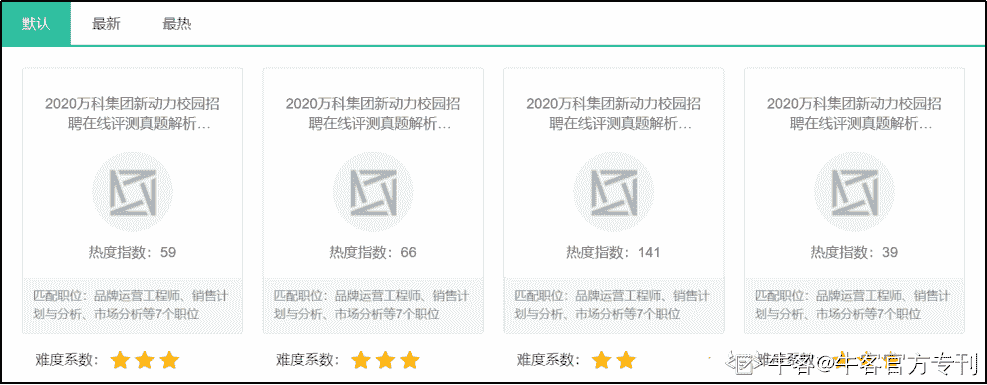 默认 最新 最热
2020万科集团新动力校园招
聘在线评测真题解析...
热度指数：59
匹配职位：品牌运营工程师、销售计
划与分析、市场分析等7个职位
难度系数：
2020万科集团新动力校园招
聘在线评测真题解析...
热度指数：66
匹配职位：品牌运营工程师、销售计
划与分析、市场分析等7个职位
难度系数：
2020万科集团新动力校园招
聘在线评测真题解析...
热度指数：141
匹配职位：品牌运营工程师、销售计
划与分析、市场分析等7个职位
难度系数：
2020万科集团新动力校园招
聘在线评测真题解析...
热度指数：39
匹配职位：品牌运营工程师、销售计
划与分析、市场分析等7个职位
难度系数：
牛客@牛客官方专刊